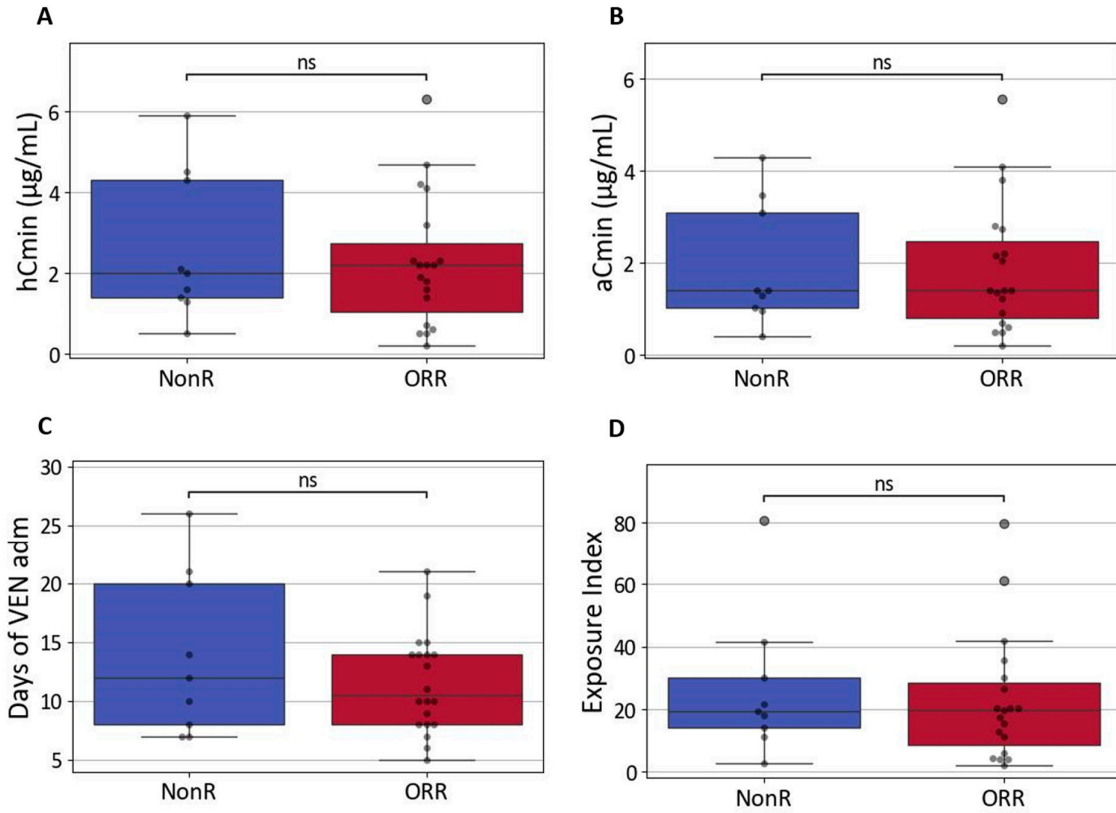 A
ns
hCmin (µg/mL)
6
4
2
0
NonR
ORR
B
ns
aCmin (µg/mL)
6
4
2
0
NonR
ORR
C
ns
Days of VEN adm
30
25
20
15
10
5
NonR
ORR
D
ns
Exposure Index
80
60
40
20
0
NonR
ORR